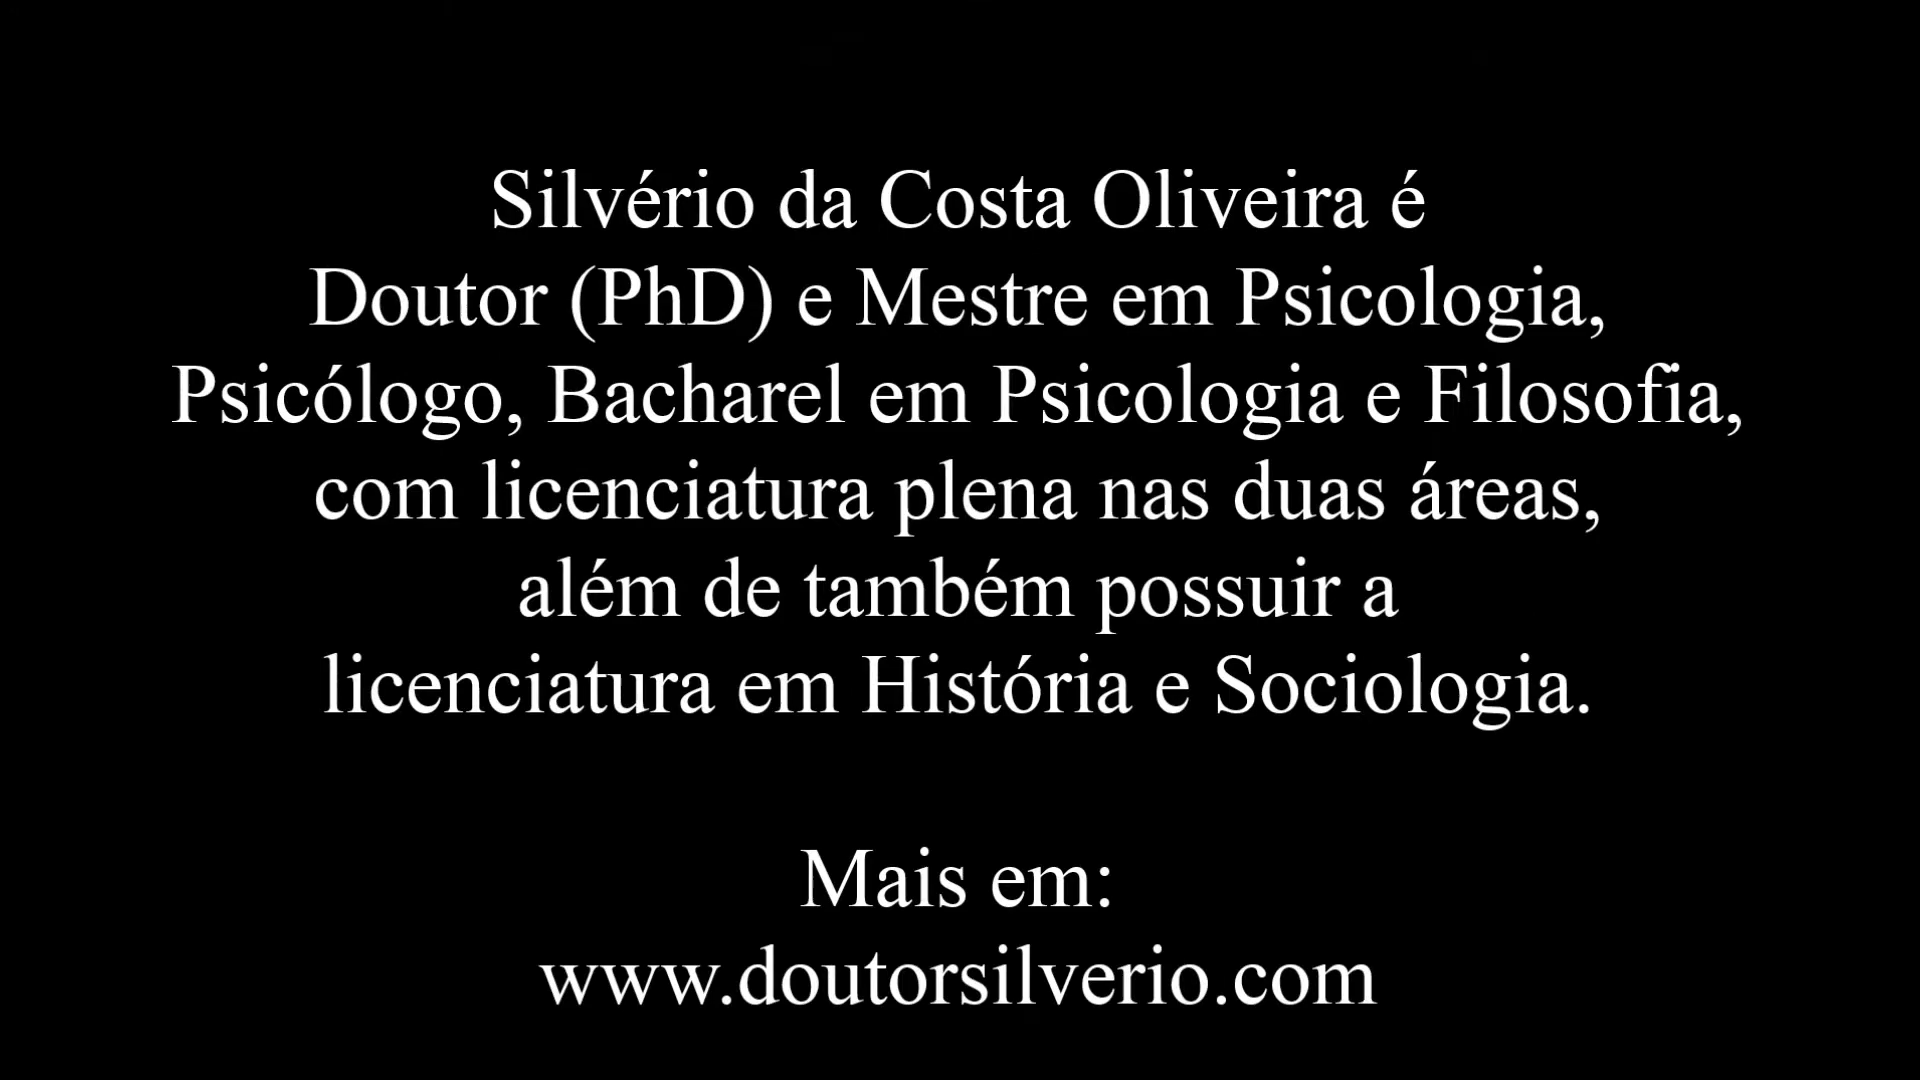 Silvério da Costa Oliveira é
Doutor (PhD) e Mestre em Psicologia,
Psicólogo, Bacharel em Psicologia e Filosofia,
com licenciatura plena nas duas áreas,
além de também possuir a
licenciatura em História e Sociologia.
Mais em:
www.doutorsilverio.com